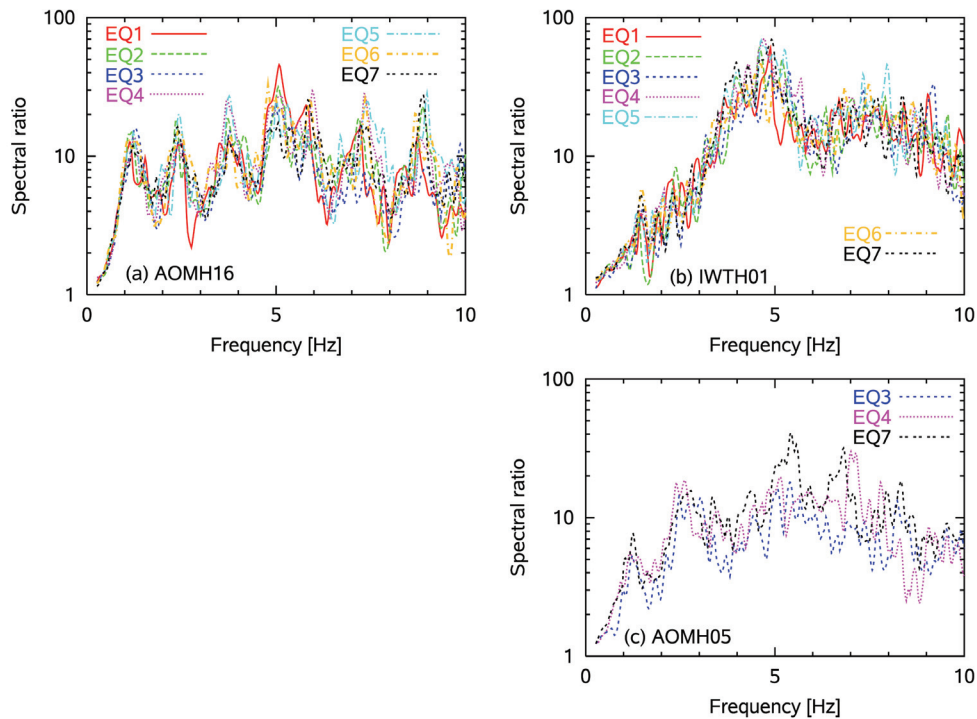 100
10
1
Spectral ratio
EQ1
EQ2
EQ3
EQ4
EQ5
EQ6
EQ7
(a) AOMH16
0
5
10
Frequency [Hz]
100
10
1
Spectral ratio
EQ1
EQ2
EQ3
EQ4
EQ5
EQ6
EQ7
(b) IWTH01
0
5
10
Frequency [Hz]
100
10
1
Spectral ratio
EQ3
EQ4
EQ7
(c) AOMH05
0
5
10
Frequency [Hz]